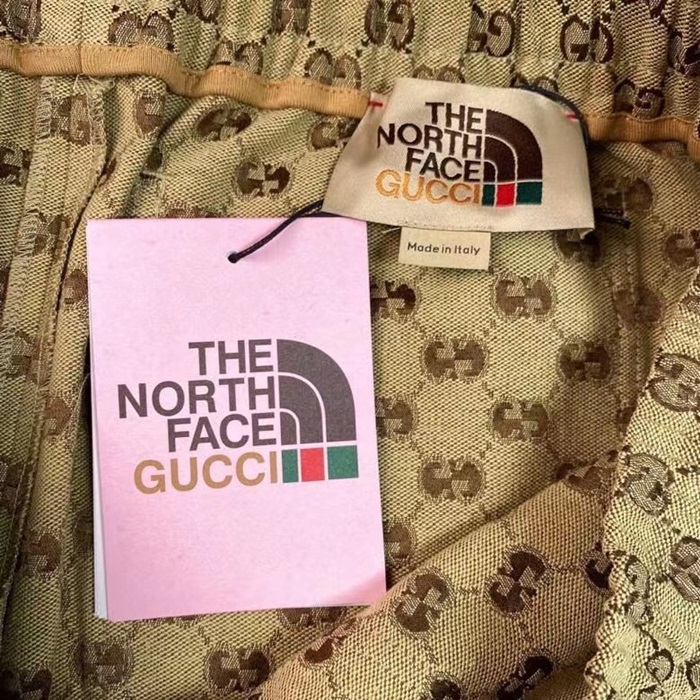 THE
NORTH
FACE
GUCCI
Made in Italy
THE
NORTH
FACE
GUCCI